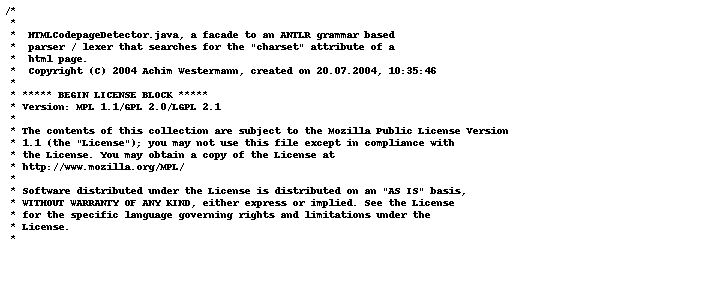 /*
 *
 *  HTMLCodepageDetector.java, a facade to an ANTLR grammar based
 *  parser / lexer that searches for the "charset" attribute of a
 *  html page.
 *  Copyright (C) 2004 Achim Westermann, created on 20.07.2004, 10:35:46
 *
 * ***** BEGIN LICENSE BLOCK *****
 * Version: MPL 1.1/GPL 2.0/LGPL 2.1
 *
 * The contents of this collection are subject to the Mozilla Public License Version
 * 1.1 (the "License"); you may not use this file except in compliance with
 * the License. You may obtain a copy of the License at
 * http://www.mozilla.org/MPL/
 *
 * Software distributed under the License is distributed on an "AS IS" basis,
 * WITHOUT WARRANTY OF ANY KIND, either express or implied. See the License
 * for the specific language governing rights and limitations under the
 * License.
 *